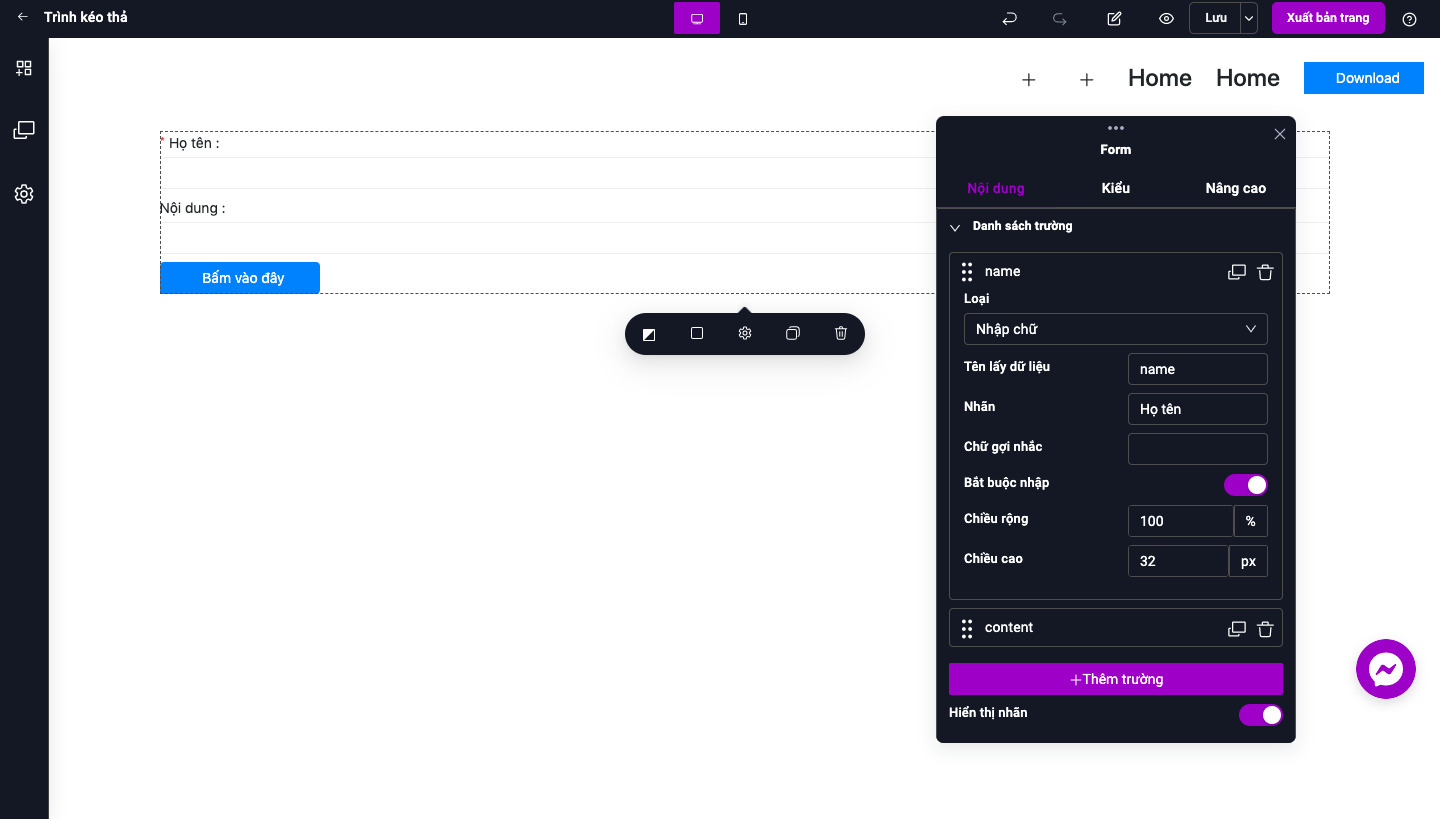 Trình kéo thả
Lưu
Xuất bản trang
Home
Home
Download
* Họ tên :
Nội dung :
Bấm vào đây
Form
Nội dung
Kiểu
Nâng cao
Danh sách trường
name
Loại
Nhập chữ
Tên lấy dữ liệu
name
Nhãn
Họ tên
Chữ gợi nhắc
Bắt buộc nhập
Chiều rộng
100
%
Chiều cao
32
px
content
+Thêm trường
Hiển thị nhãn